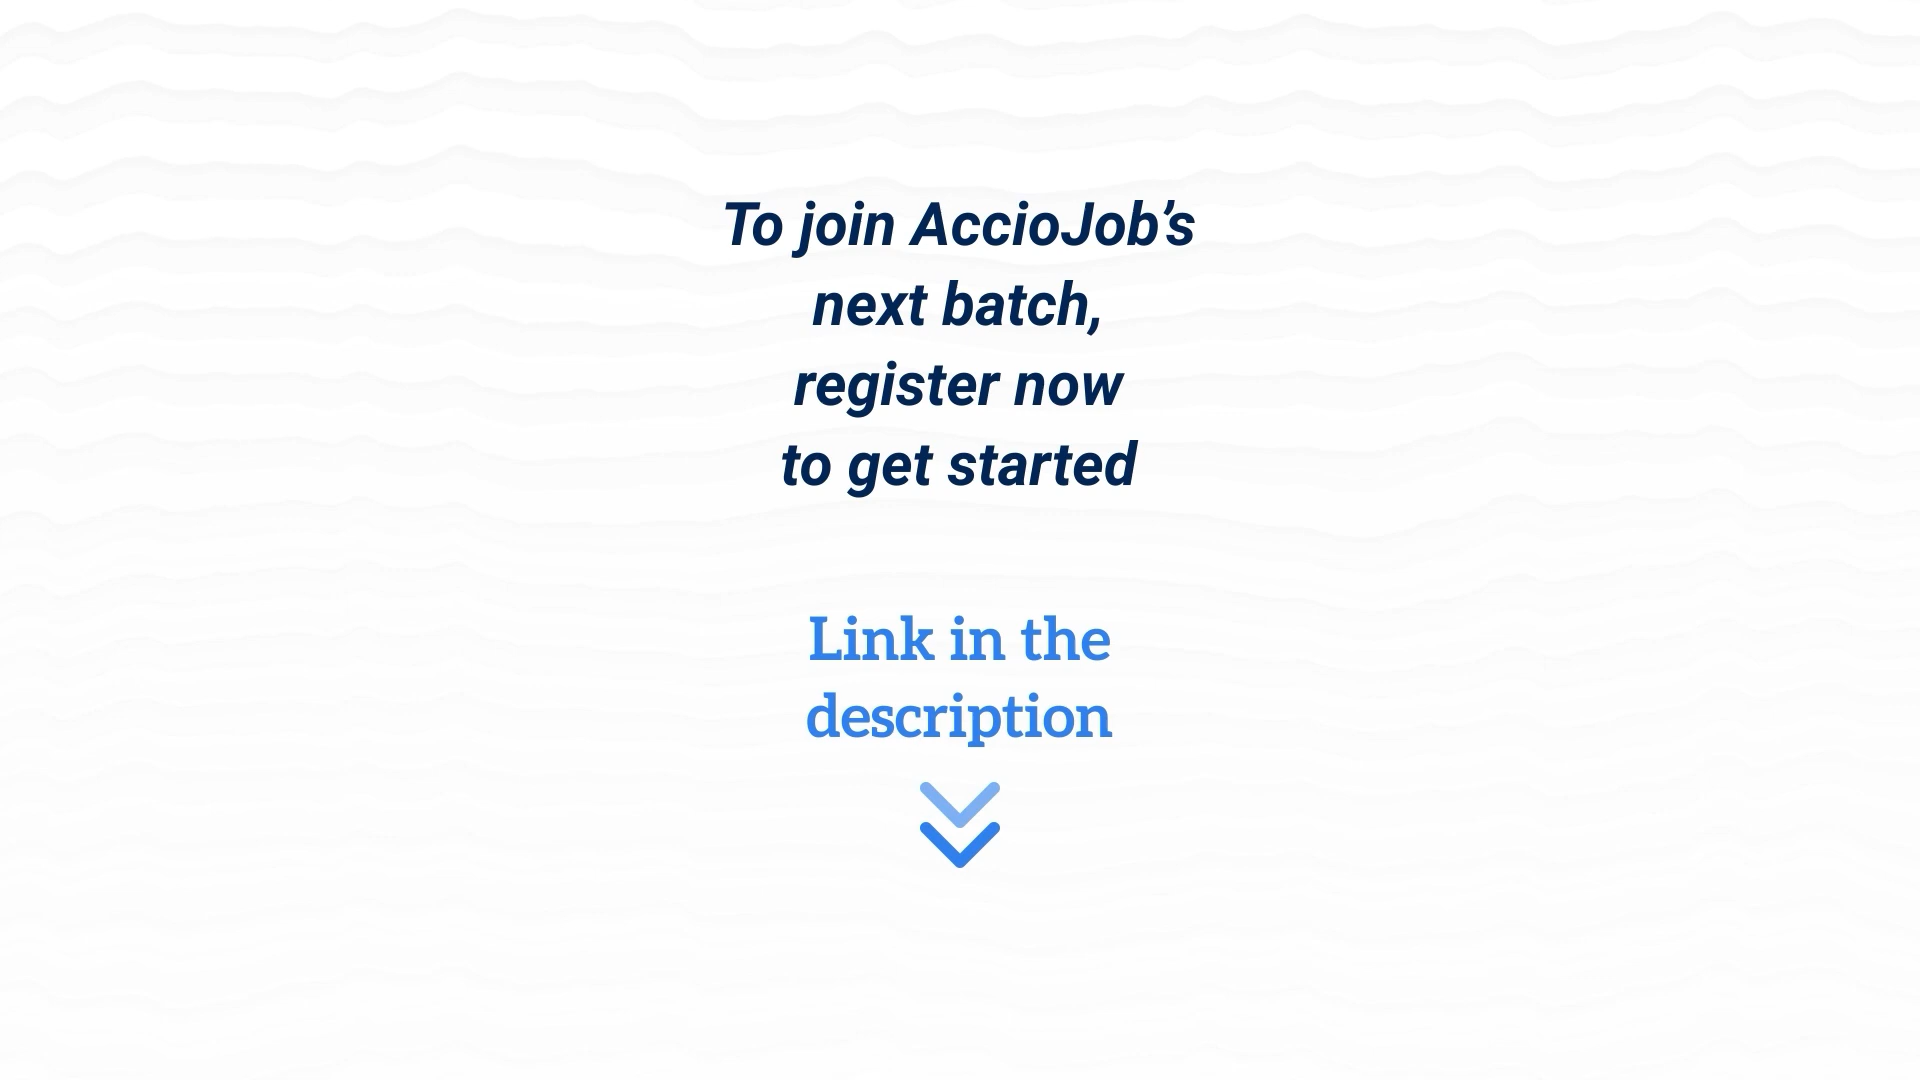 To join AccioJob’s
next batch,
register now
to get started
Link in the
description